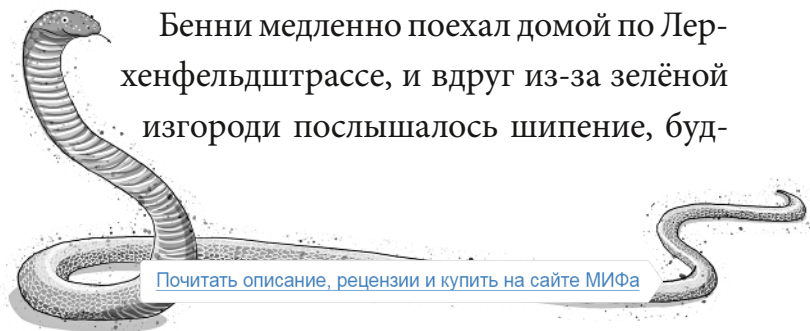 Бенни медленно поехал домой по Лер-
хенфельдштрассе, и вдруг из-за зелёной
изгороди послышалось шипение, буд-
Почитать описание, рецензии и купить на сайте МИФа